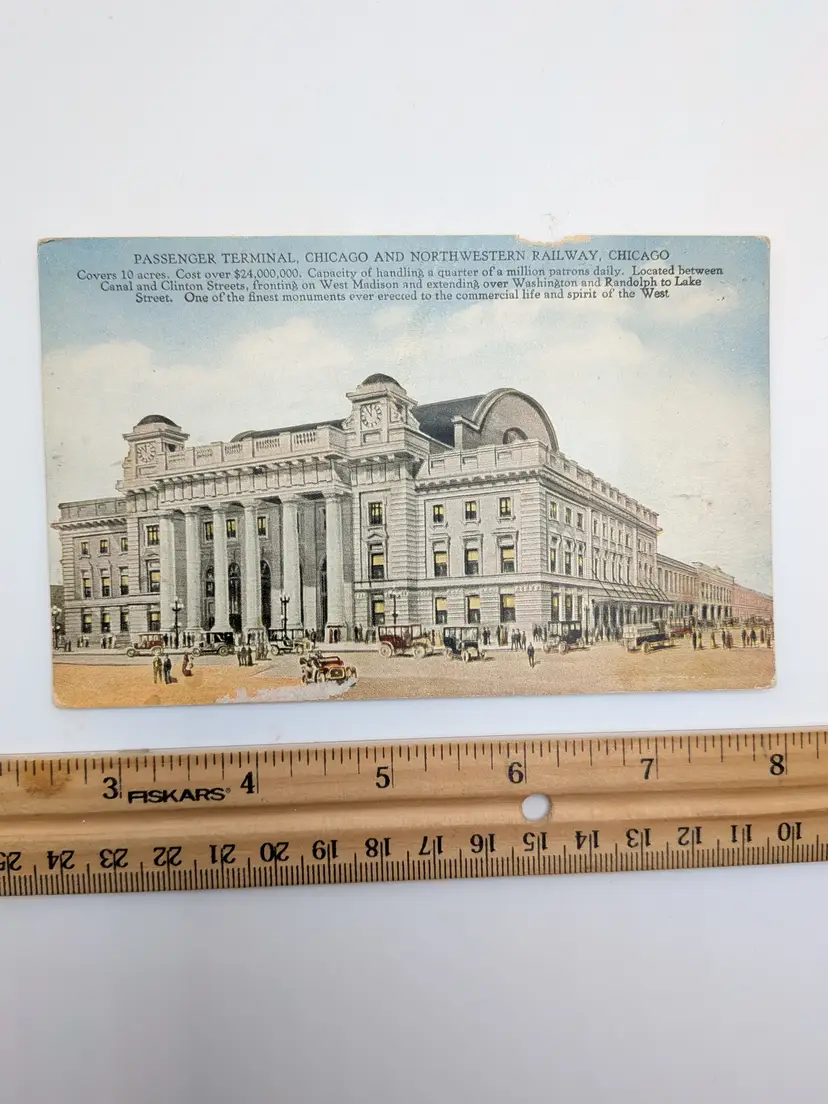 PASSENGER TERMINAL, CHICAGO AND NORTHWESTERN RAILWAY, CHICAGO
Covers 10 acres. Cost over $24,000,000. Capacity of handling a quarter of a million patrons daily. Located between
Canal and Clinton Streets, fronting on West Madison and extending over Washington and Randolph to Lake
Street. One of the finest monuments ever erected to the commercial life and spirit of the West
3 FISKARS® 4 5 6 7 8
25 24 23 22 21 20 19 18 17 16 15 14 13 12 11 10